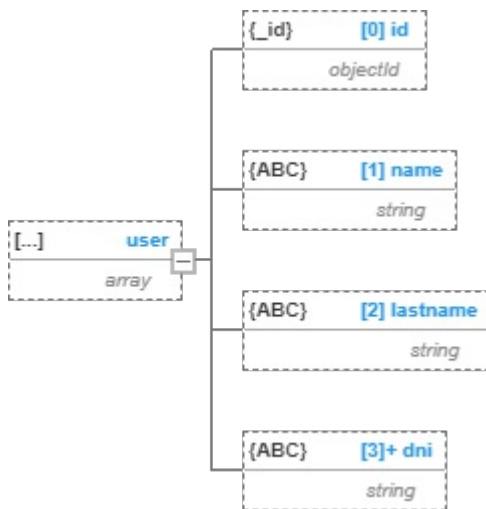 {_id} [0] id
objectId
{ABC} [1] name
string
[...] user
array
{ABC} [2] lastname
string
{ABC} [3]+ dni
string